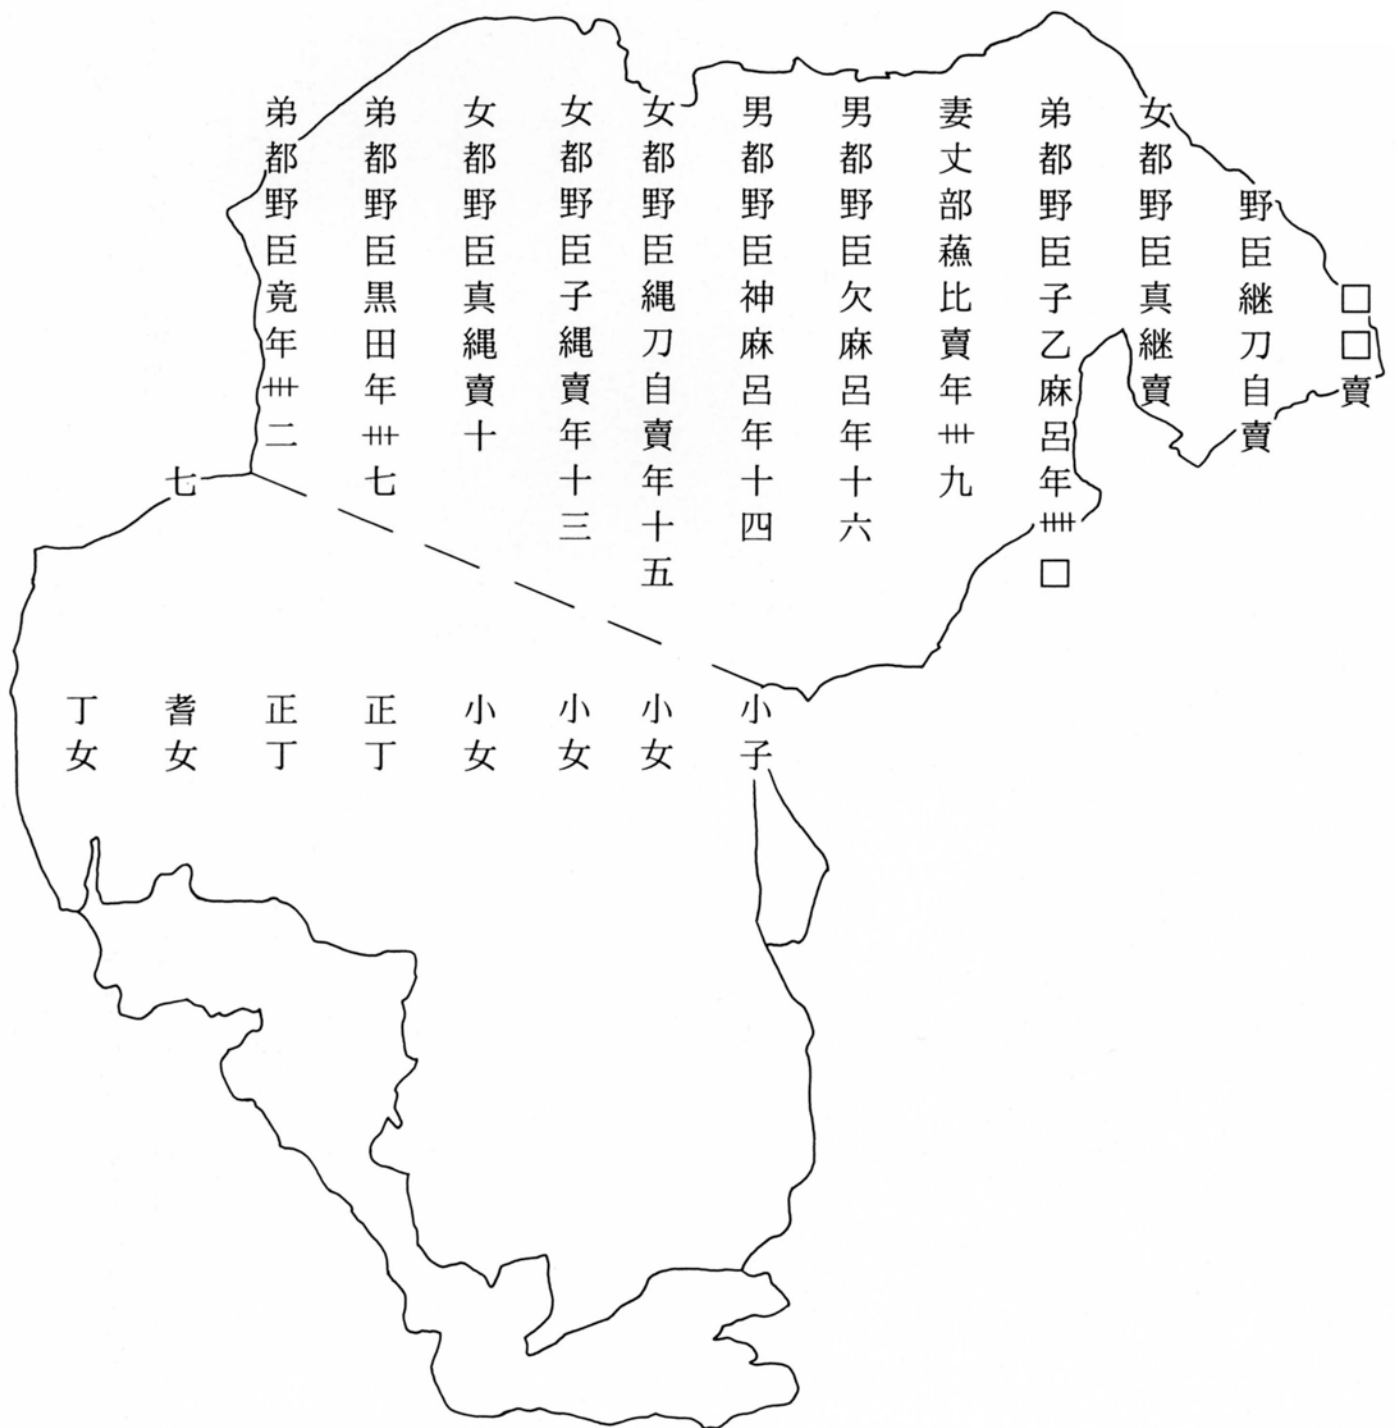 □□賣
野臣継刀自賣
女都野臣真継賣
弟都野臣子乙麻呂年卌□
妻丈部蘓比賣年卅九
男都野臣欠麻呂年十六
男都野臣神麻呂年十四 小子
女都野臣縄刀自賣年十五 小女
女都野臣子縄賣年十三 小女
女都野臣真縄賣十 小女
弟都野臣黒田年卅七 正丁
弟都野臣竟年卅二 正丁
七 耆女
丁女